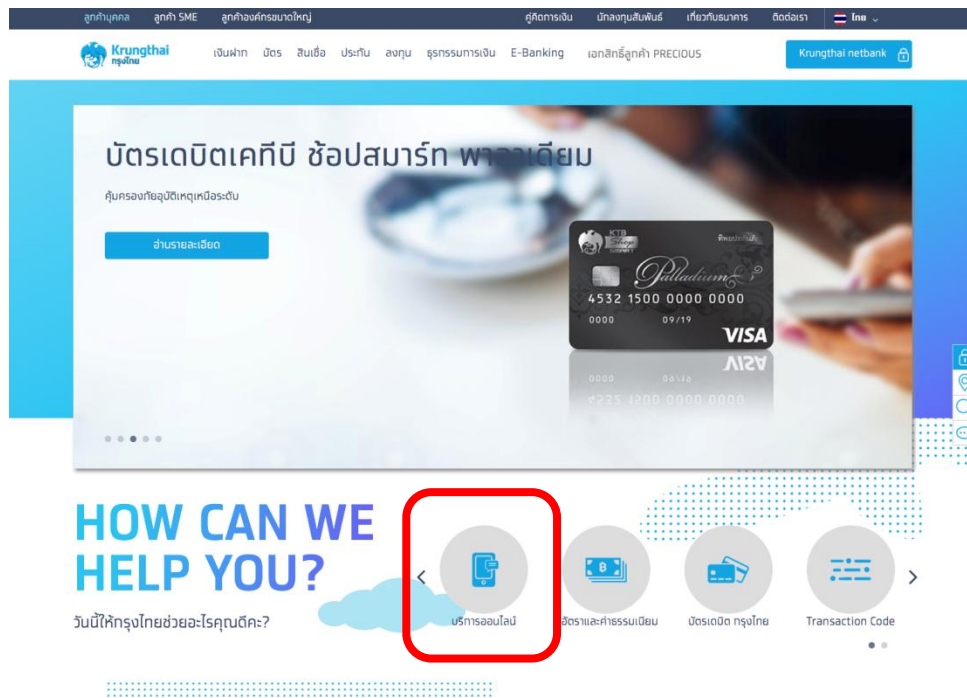 ลูกค้าบุคคล ลูกค้า SME ลูกค้าองค์กรขนาดใหญ่ คู่คิดการเงิน นักลงทุนสัมพันธ์ เกี่ยวกับธนาคาร ติดต่อเรา ไทย
Krungthai
กรุงไทย
เงินฝาก บัตร สินเชื่อ ประกัน ลงทุน ธุรกรรมการเงิน E-Banking เอกสิทธิ์ลูกค้า PRECIOUS Krungthai netbank
บัตรเดบิตเคทีบี ช้อปสมาร์ท พาลาเดียม
คุ้มครองภัยอุบัติเหตุเหนือระดับ
อ่านรายละเอียด
KTB
Shop
SMART
Palladium
4532 1500 0000 0000
0000 09/19
VISA
HOW CAN WE
HELP YOU?
วันนี้ให้กรุงไทยช่วยอะไรคุณดีคะ?
บริการออนไลน์ อัตราและค่าธรรมเนียม บัตรเดบิต กรุงไทย Transaction Code